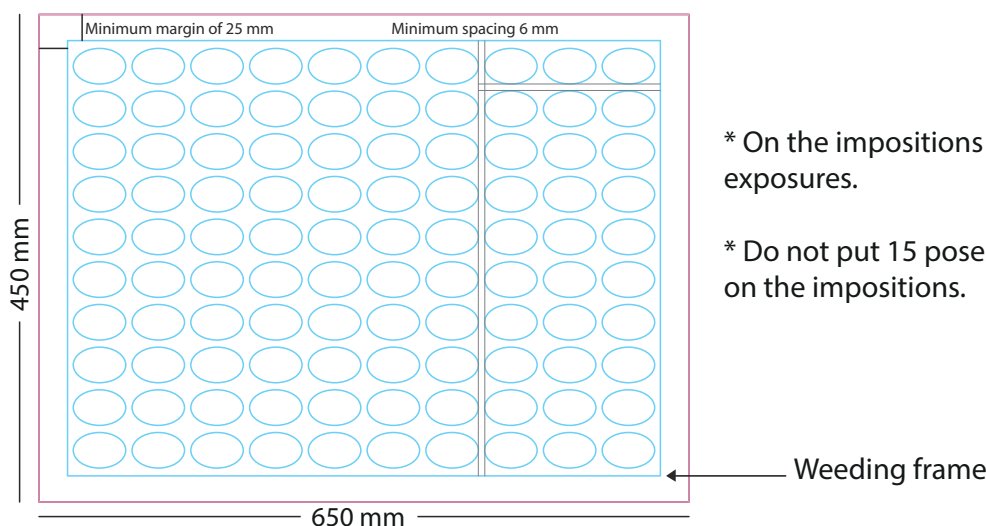 Minimum margin of 25 mm
Minimum spacing 6 mm
* On the impositions
exposures.
* Do not put 15 pose
on the impositions.
450 mm
Weeding frame
650 mm